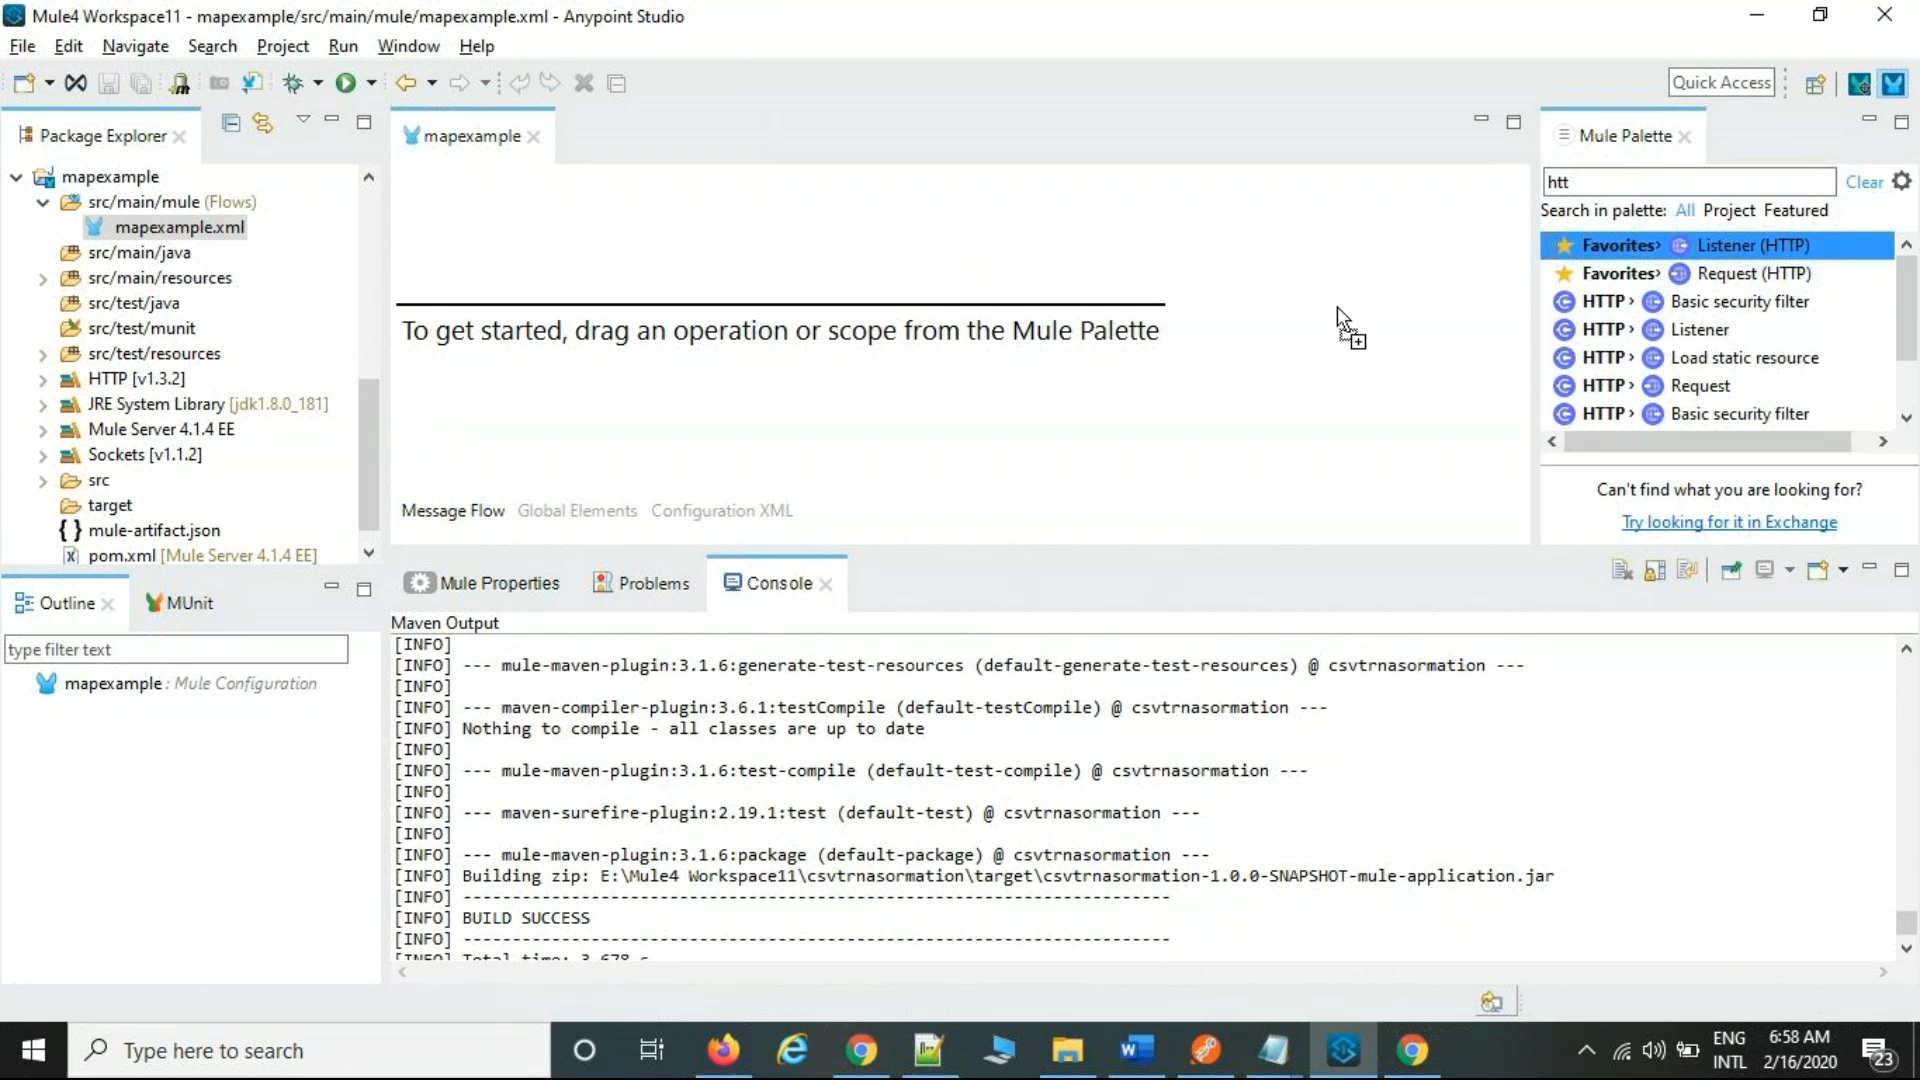 Mule4 Workspace11 - mapexample/src/main/mule/mapexample.xml - Anypoint Studio
File Edit Navigate Search Project Run Window Help
Quick Access
Package Explorer
mapexample
src/main/mule (Flows)
mapexample.xml
src/main/java
src/main/resources
src/test/java
src/test/munit
src/test/resources
HTTP [v1.3.2]
JRE System Library [jdk1.8.0_181]
Mule Server 4.1.4 EE
Sockets [v1.1.2]
src
target
mule-artifact.json
pom.xml [Mule Server 4.1.4 EE]
mapexample
To get started, drag an operation or scope from the Mule Palette
Message Flow Global Elements Configuration XML
Mule Palette
htt
Clear
Search in palette: All Project Featured
Favorites> Listener (HTTP)
Favorites> Request (HTTP)
HTTP > Basic security filter
HTTP > Listener
HTTP > Load static resource
HTTP > Request
HTTP > Basic security filter
Can't find what you are looking for?
Try looking for it in Exchange
Outline MUnit
type filter text
mapexample : Mule Configuration
Mule Properties Problems Console
Maven Output
[INFO]
[INFO] --- mule-maven-plugin:3.1.6:generate-test-resources (default-generate-test-resources) @ csvtrnasormation ---
[INFO]
[INFO] --- maven-compiler-plugin:3.6.1:testCompile (default-testCompile) @ csvtrnasormation ---
[INFO] Nothing to compile - all classes are up to date
[INFO]
[INFO] --- mule-maven-plugin:3.1.6:test-compile (default-test-compile) @ csvtrnasormation ---
[INFO]
[INFO] --- maven-surefire-plugin:2.19.1:test (default-test) @ csvtrnasormation ---
[INFO]
[INFO] --- mule-maven-plugin:3.1.6:package (default-package) @ csvtrnasormation ---
[INFO] Building zip: E:\Mule4 Workspace11\csvtrnasormation\target\csvtrnasormation-1.0.0-SNAPSHOT-mule-application.jar
[INFO] ------------------------------------------------------------------------
[INFO] BUILD SUCCESS
[INFO] ------------------------------------------------------------------------
[INFO] Total time: 3.678 s
Type here to search
ENG
INTL
6:58 AM
2/16/2020
23